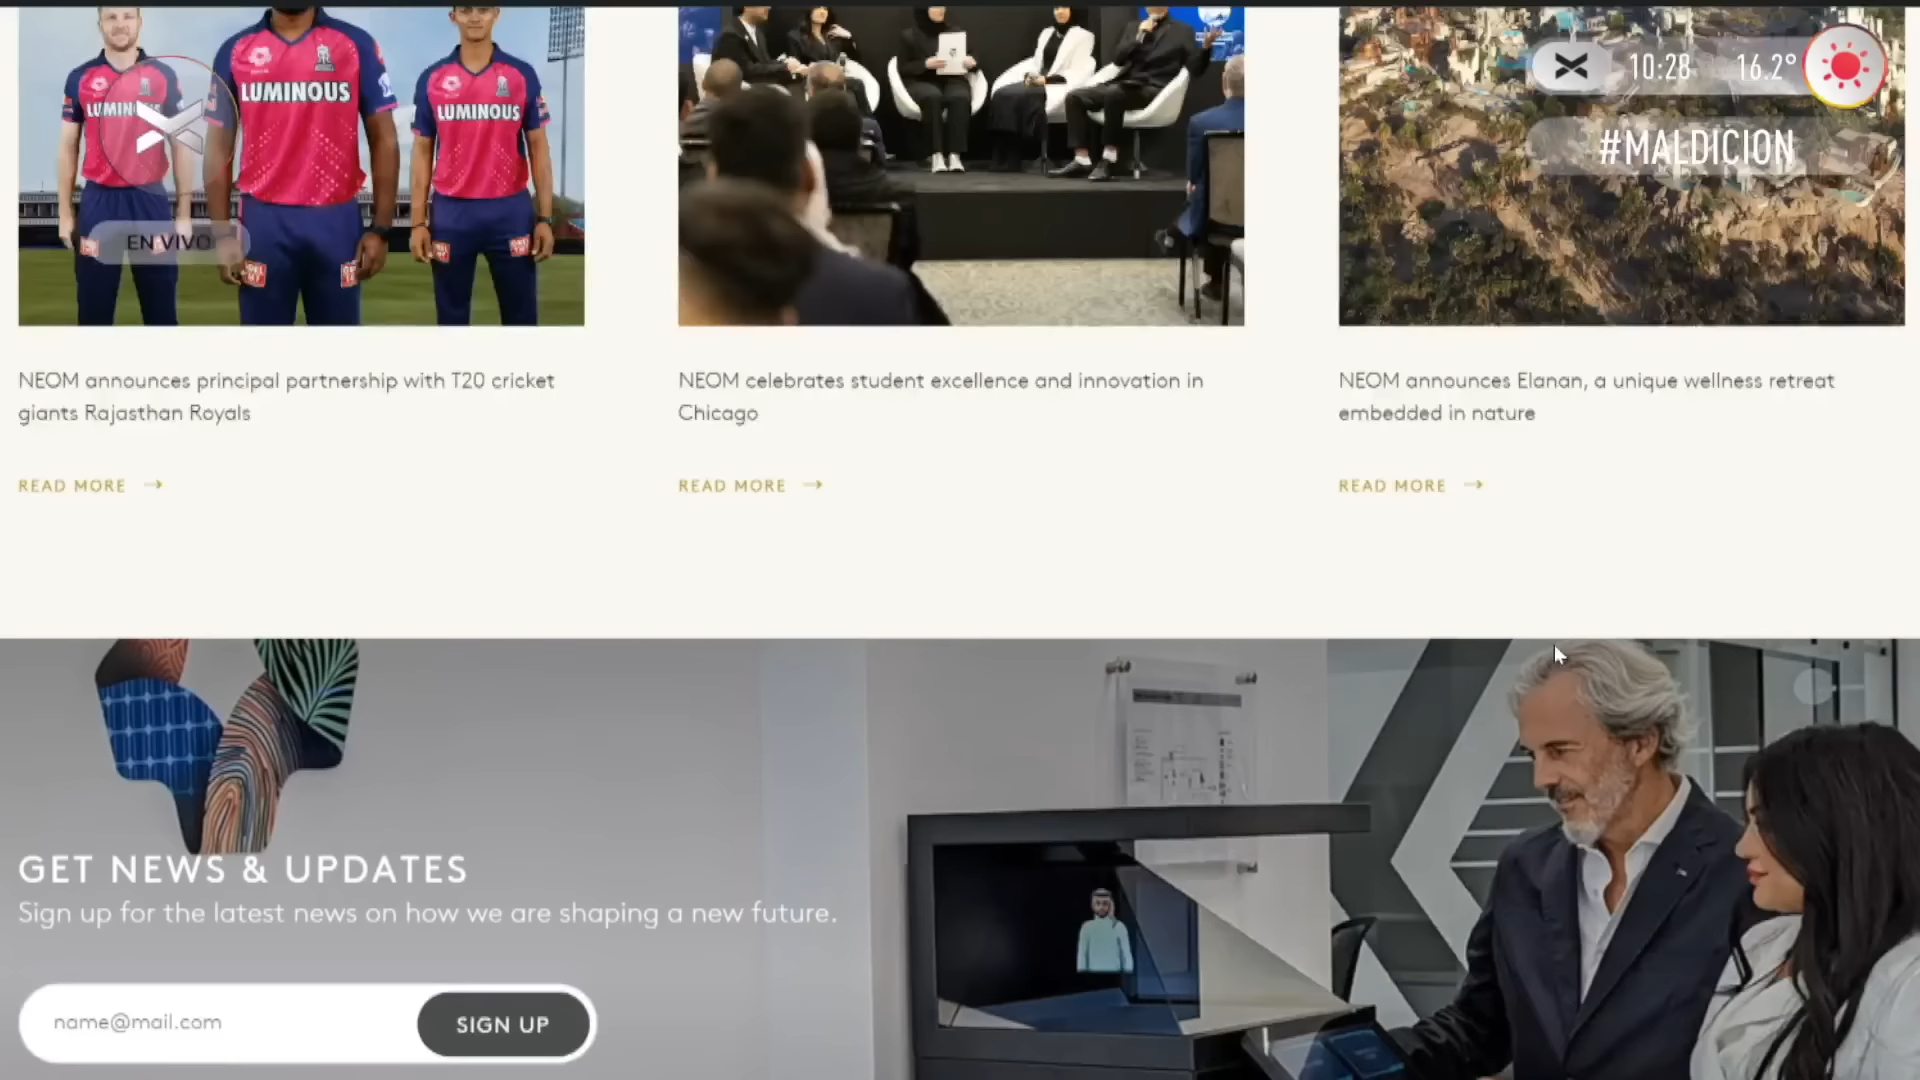 LUMINOUS
LUMINOUS
10:28 16.2°
#MALDICION
EN VIVO
NEOM announces principal partnership with T20 cricket
giants Rajasthan Royals
READ MORE →
NEOM celebrates student excellence and innovation in
Chicago
READ MORE →
NEOM announces Elanan, a unique wellness retreat
embedded in nature
READ MORE →
GET NEWS & UPDATES
Sign up for the latest news on how we are shaping a new future.
name@mail.com
SIGN UP